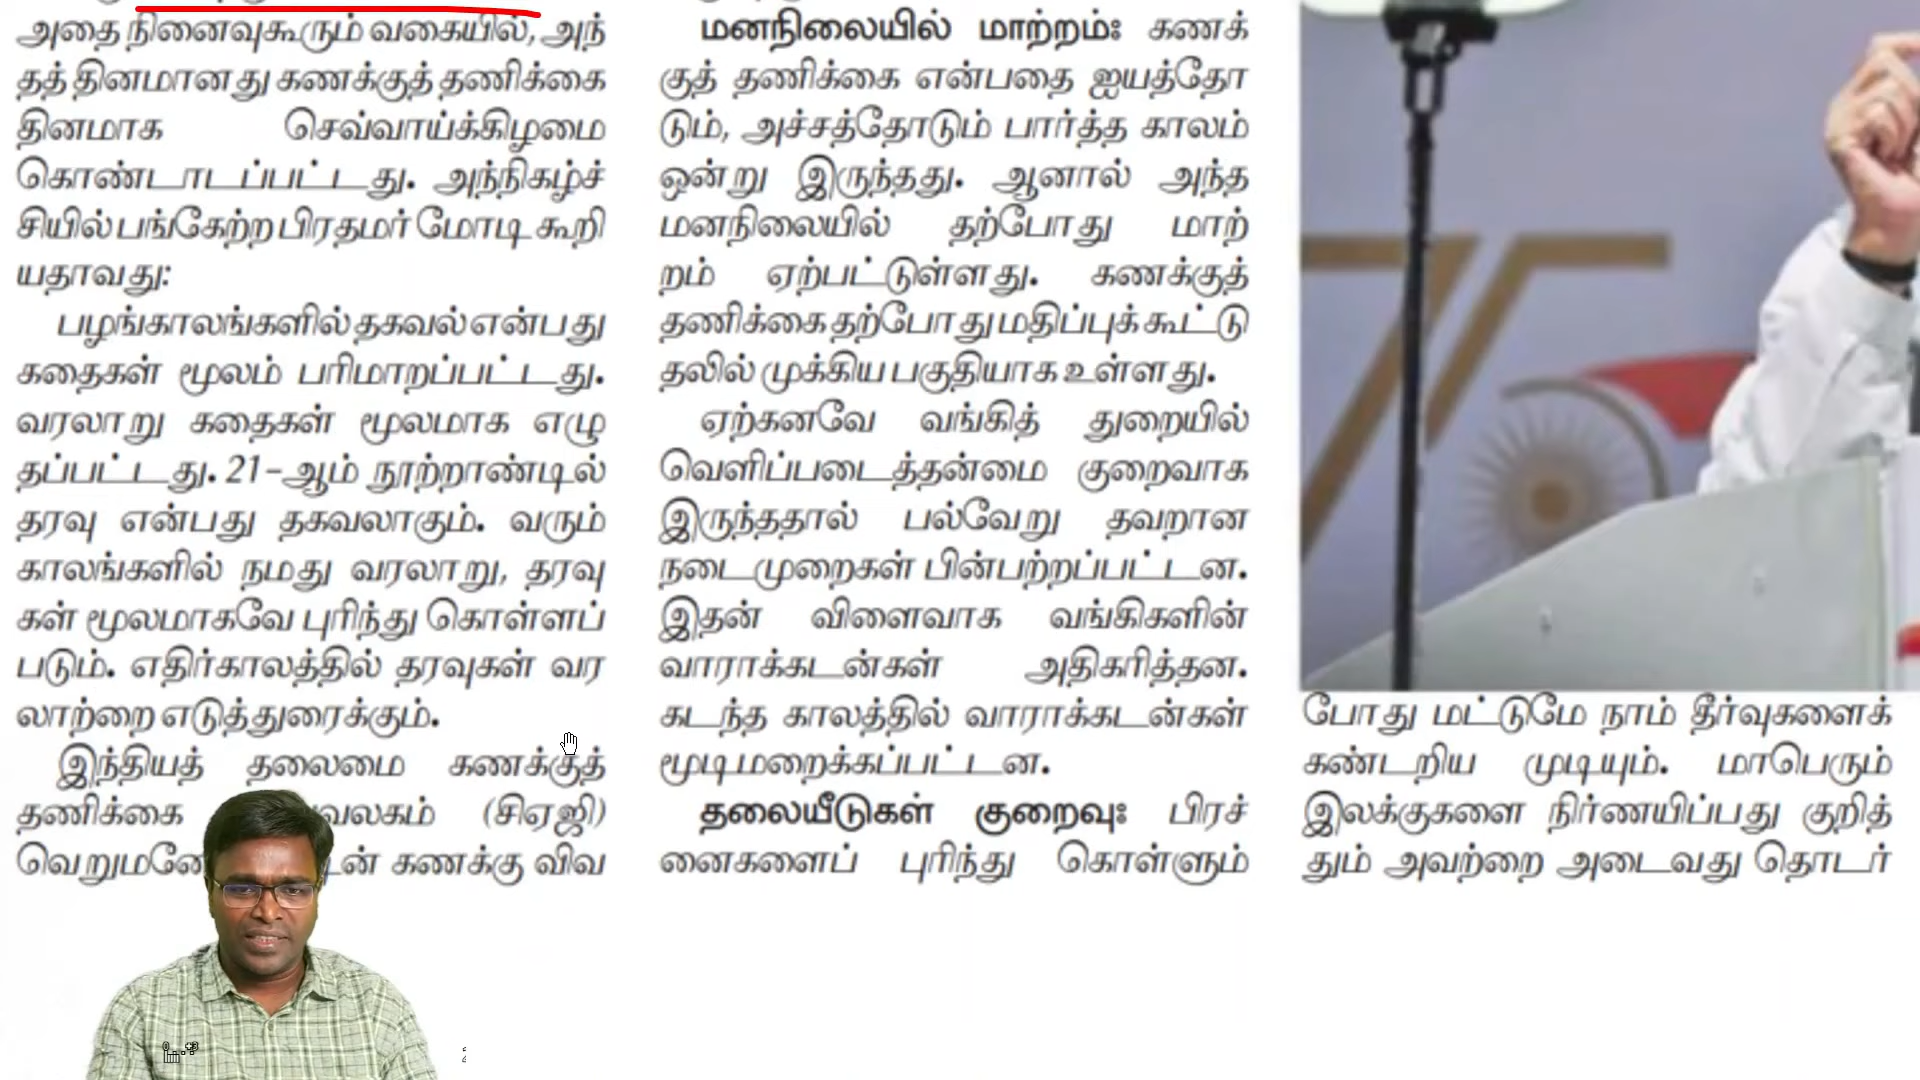 அதை நினைவுகூரும் வகையில், அந்
தத் தினமானது கணக்குத் தணிக்கை
தினமாக செவ்வாய்க்கிழமை
கொண்டாடப்பட்டது. அந்நிகழ்ச்
சியில் பங்கேற்ற பிரதமர் மோடி கூறி
யதாவது:
பழங்காலங்களில் தகவல் என்பது
கதைகள் மூலம் பரிமாறப்பட்டது.
வரலாறு கதைகள் மூலமாக எழு
தப்பட்டது. 21-ஆம் நூற்றாண்டில்
தரவு என்பது தகவலாகும். வரும்
காலங்களில் நமது வரலாறு, தரவு
கள் மூலமாகவே புரிந்து கொள்ளப்
படும். எதிர்காலத்தில் தரவுகள் வர
லாற்றை எடுத்துரைக்கும்.
இந்தியத் தலைமை கணக்குத்
தணிக்கை வலகம் (சிஏஜி)
கணக்கு விவ
மனநிலையில் மாற்றம்: கணக்
குத் தணிக்கை என்பதை ஐயத்தோ
டும், அச்சத்தோடும் பார்த்த காலம்
ஒன்று இருந்தது. ஆனால் அந்த
மனநிலையில் தற்போது மாற்
றம் ஏற்பட்டுள்ளது. கணக்குத்
தணிக்கை தற்போது மதிப்புக் கூட்டு
தலில் முக்கிய பகுதியாக உள்ளது.
ஏற்கனவே வங்கித் துறையில்
வெளிப்படைத்தன்மை குறைவாக
இருந்ததால் பல்வேறு தவறான
நடைமுறைகள் பின்பற்றப்பட்டன.
இதன் விளைவாக வங்கிகளின்
வாராக்கடன்கள் அதிகரித்தன.
கடந்த காலத்தில் வாராக்கடன்கள்
மூடிமறைக்கப்பட்டன.
தலையீடுகள் குறைவு: பிரச்
னைகளைப் புரிந்து கொள்ளும்
போது மட்டுமே நாம் தீர்வுகளைக்
கண்டறிய முடியும். மாபெரும்
இலக்குகளை நிர்ணயிப்பது குறித்
தும் அவற்றை அடைவது தொடர்
75